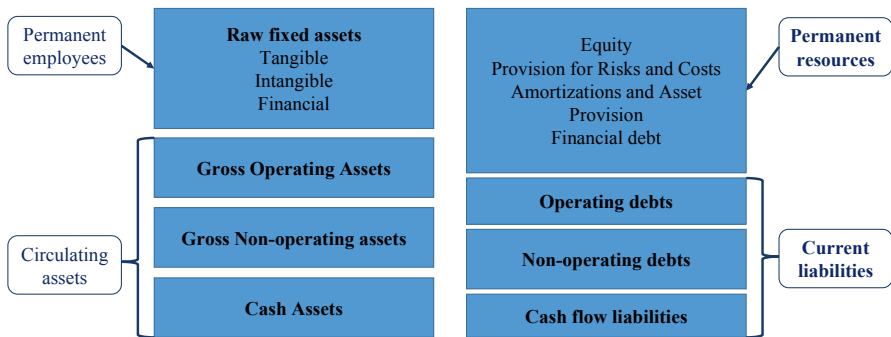 Permanent
employees
Raw fixed assets
Tangible
Intangible
Financial
Gross Operating Assets
Gross Non-operating assets
Cash Assets
Circulating
assets
Equity
Provision for Risks and Costs
Amortizations and Asset
Provision
Financial debt
Permanent
resources
Operating debts
Non-operating debts
Cash flow liabilities
Current
liabilities